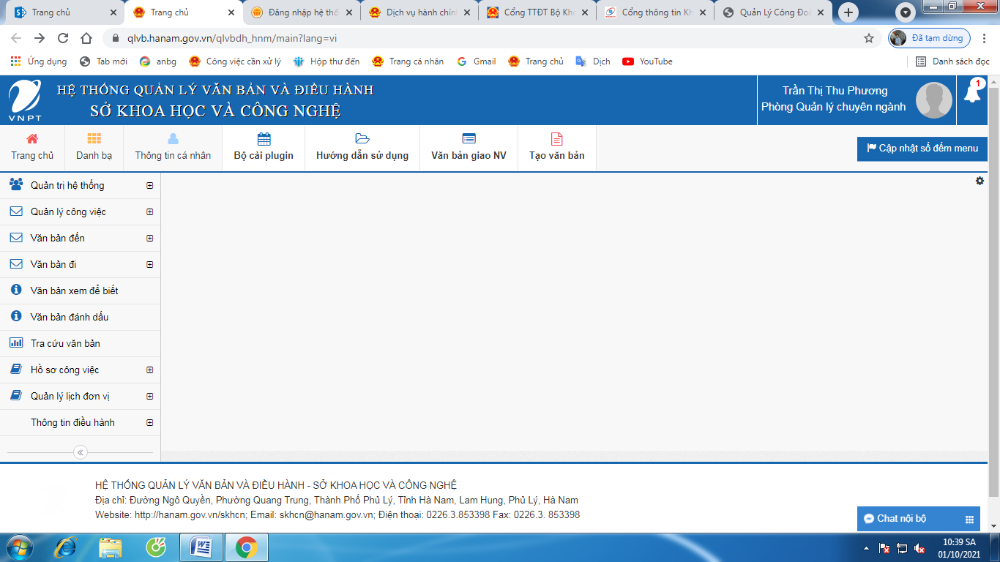 Trang chủ
Trang chủ
Đăng nhập hệ thố
Dịch vụ hành chín
Cổng TTĐT Bộ Kho
Cổng thông tin Kh
Quản Lý Công Đoà
qlvb.hanam.gov.vn/qlvbdh_hnm/main?lang=vi
Đã tạm dừng
Ứng dụng
Tab mới
anbg
Công việc cần xử lý
Hộp thư đến
Trang cá nhân
Gmail
Trang chủ
Dịch
YouTube
Danh sách đọc
VNPT
HỆ THỐNG QUẢN LÝ VĂN BẢN VÀ ĐIỀU HÀNH
SỞ KHOA HỌC VÀ CÔNG NGHỆ
Trần Thị Thu Phương
Phòng Quản lý chuyên ngành
1
Trang chủ
Danh bạ
Thông tin cá nhân
Bộ cài plugin
Hướng dẫn sử dụng
Văn bản giao NV
Tạo văn bản
Cập nhật số đếm menu
Quản trị hệ thống
Quản lý công việc
Văn bản đến
Văn bản đi
Văn bản xem để biết
Văn bản đánh dấu
Tra cứu văn bản
Hồ sơ công việc
Quản lý lịch đơn vị
Thông tin điều hành
HỆ THỐNG QUẢN LÝ VĂN BẢN VÀ ĐIỀU HÀNH - SỞ KHOA HỌC VÀ CÔNG NGHỆ
Địa chỉ: Đường Ngô Quyền, Phường Quang Trung, Thành Phố Phủ Lý, Tỉnh Hà Nam, Lam Hung, Phủ Lý, Hà Nam
Website: http://hanam.gov.vn/skhcn; Email: skhcn@hanam.gov.vn; Điện thoại: 0226.3.853398 Fax: 0226.3. 853398
Chat nội bộ
10:39 SA
01/10/2021